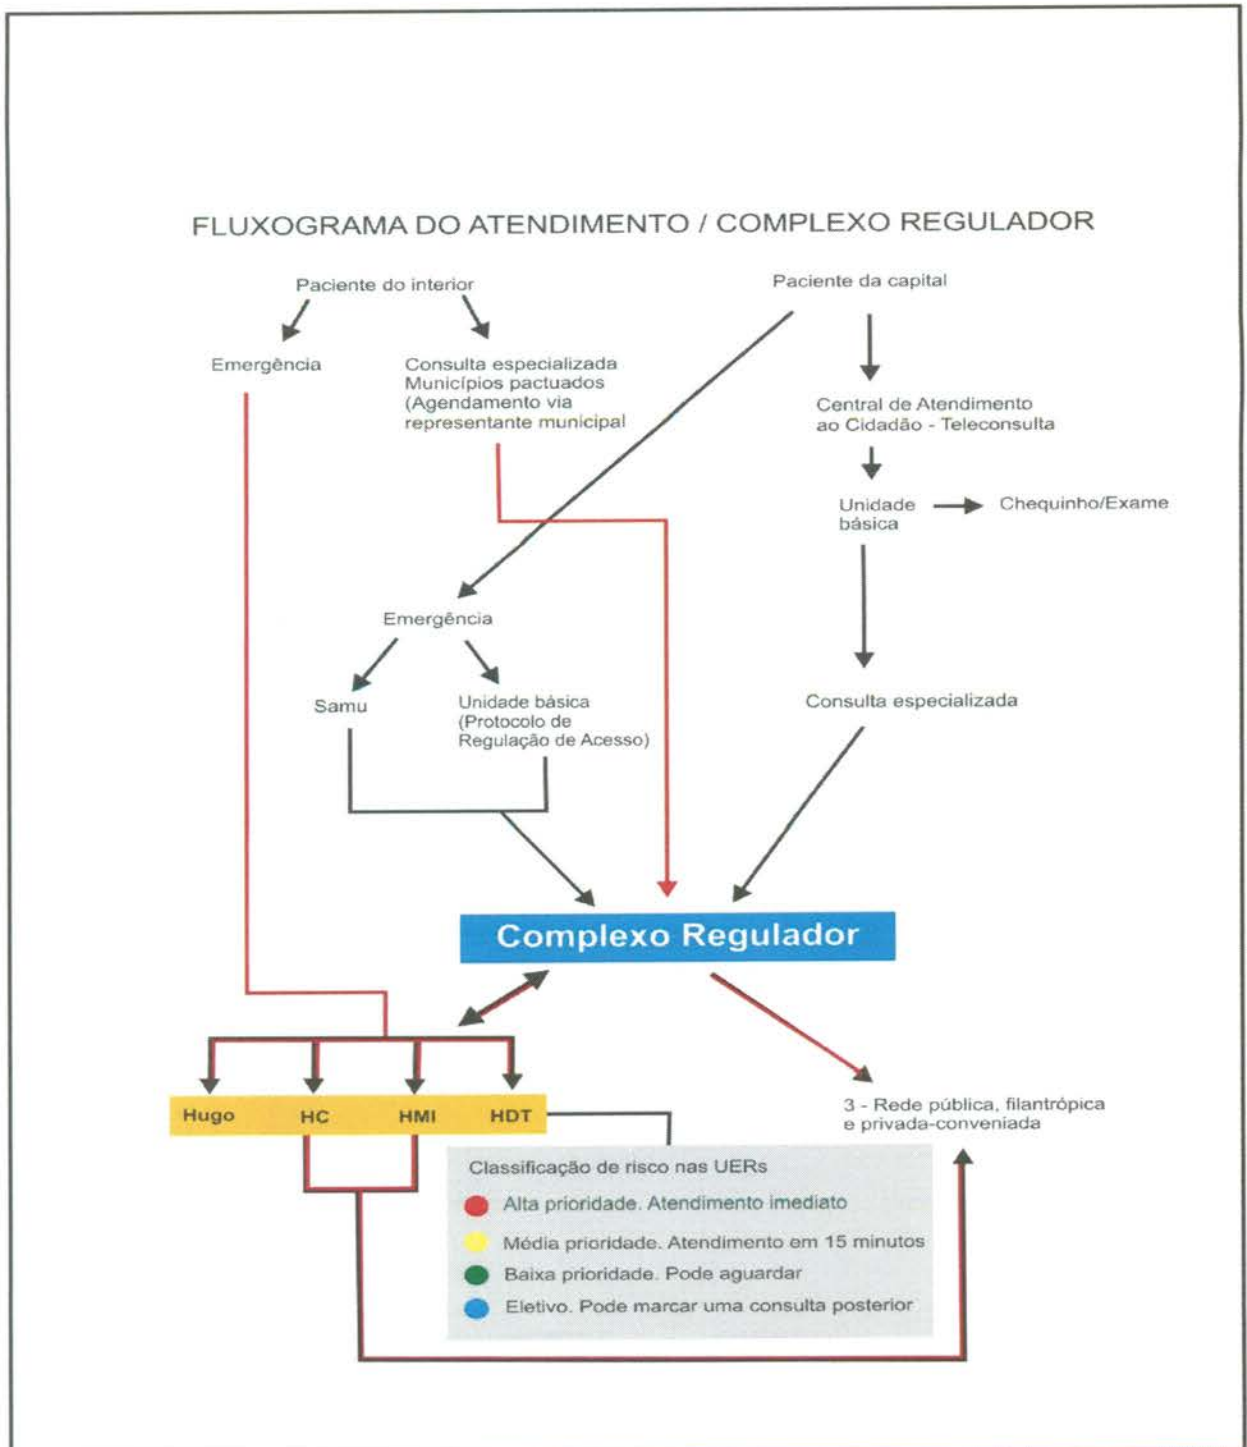 FLUXOGRAMA DO ATENDIMENTO / COMPLEXO REGULADOR
Paciente do interior
Paciente da capital
Emergência
Consulta especializada
Municípios pactuados
(Agendamento via
representante municipal
Central de Atendimento
ao Cidadão - Teleconsulta
Unidade
básica
Chequinho/Exame
Emergência
Samu
Unidade básica
(Protocolo de
Regulação de Acesso)
Consulta especializada
Complexo Regulador
Hugo
HC
HMI
HDT
3 - Rede pública, filantrópica
e privada-conveniada
Classificação de risco nas UERs
Alta prioridade. Atendimento imediato
Média prioridade. Atendimento em 15 minutos
Baixa prioridade. Pode aguardar
Eletivo. Pode marcar uma consulta posterior